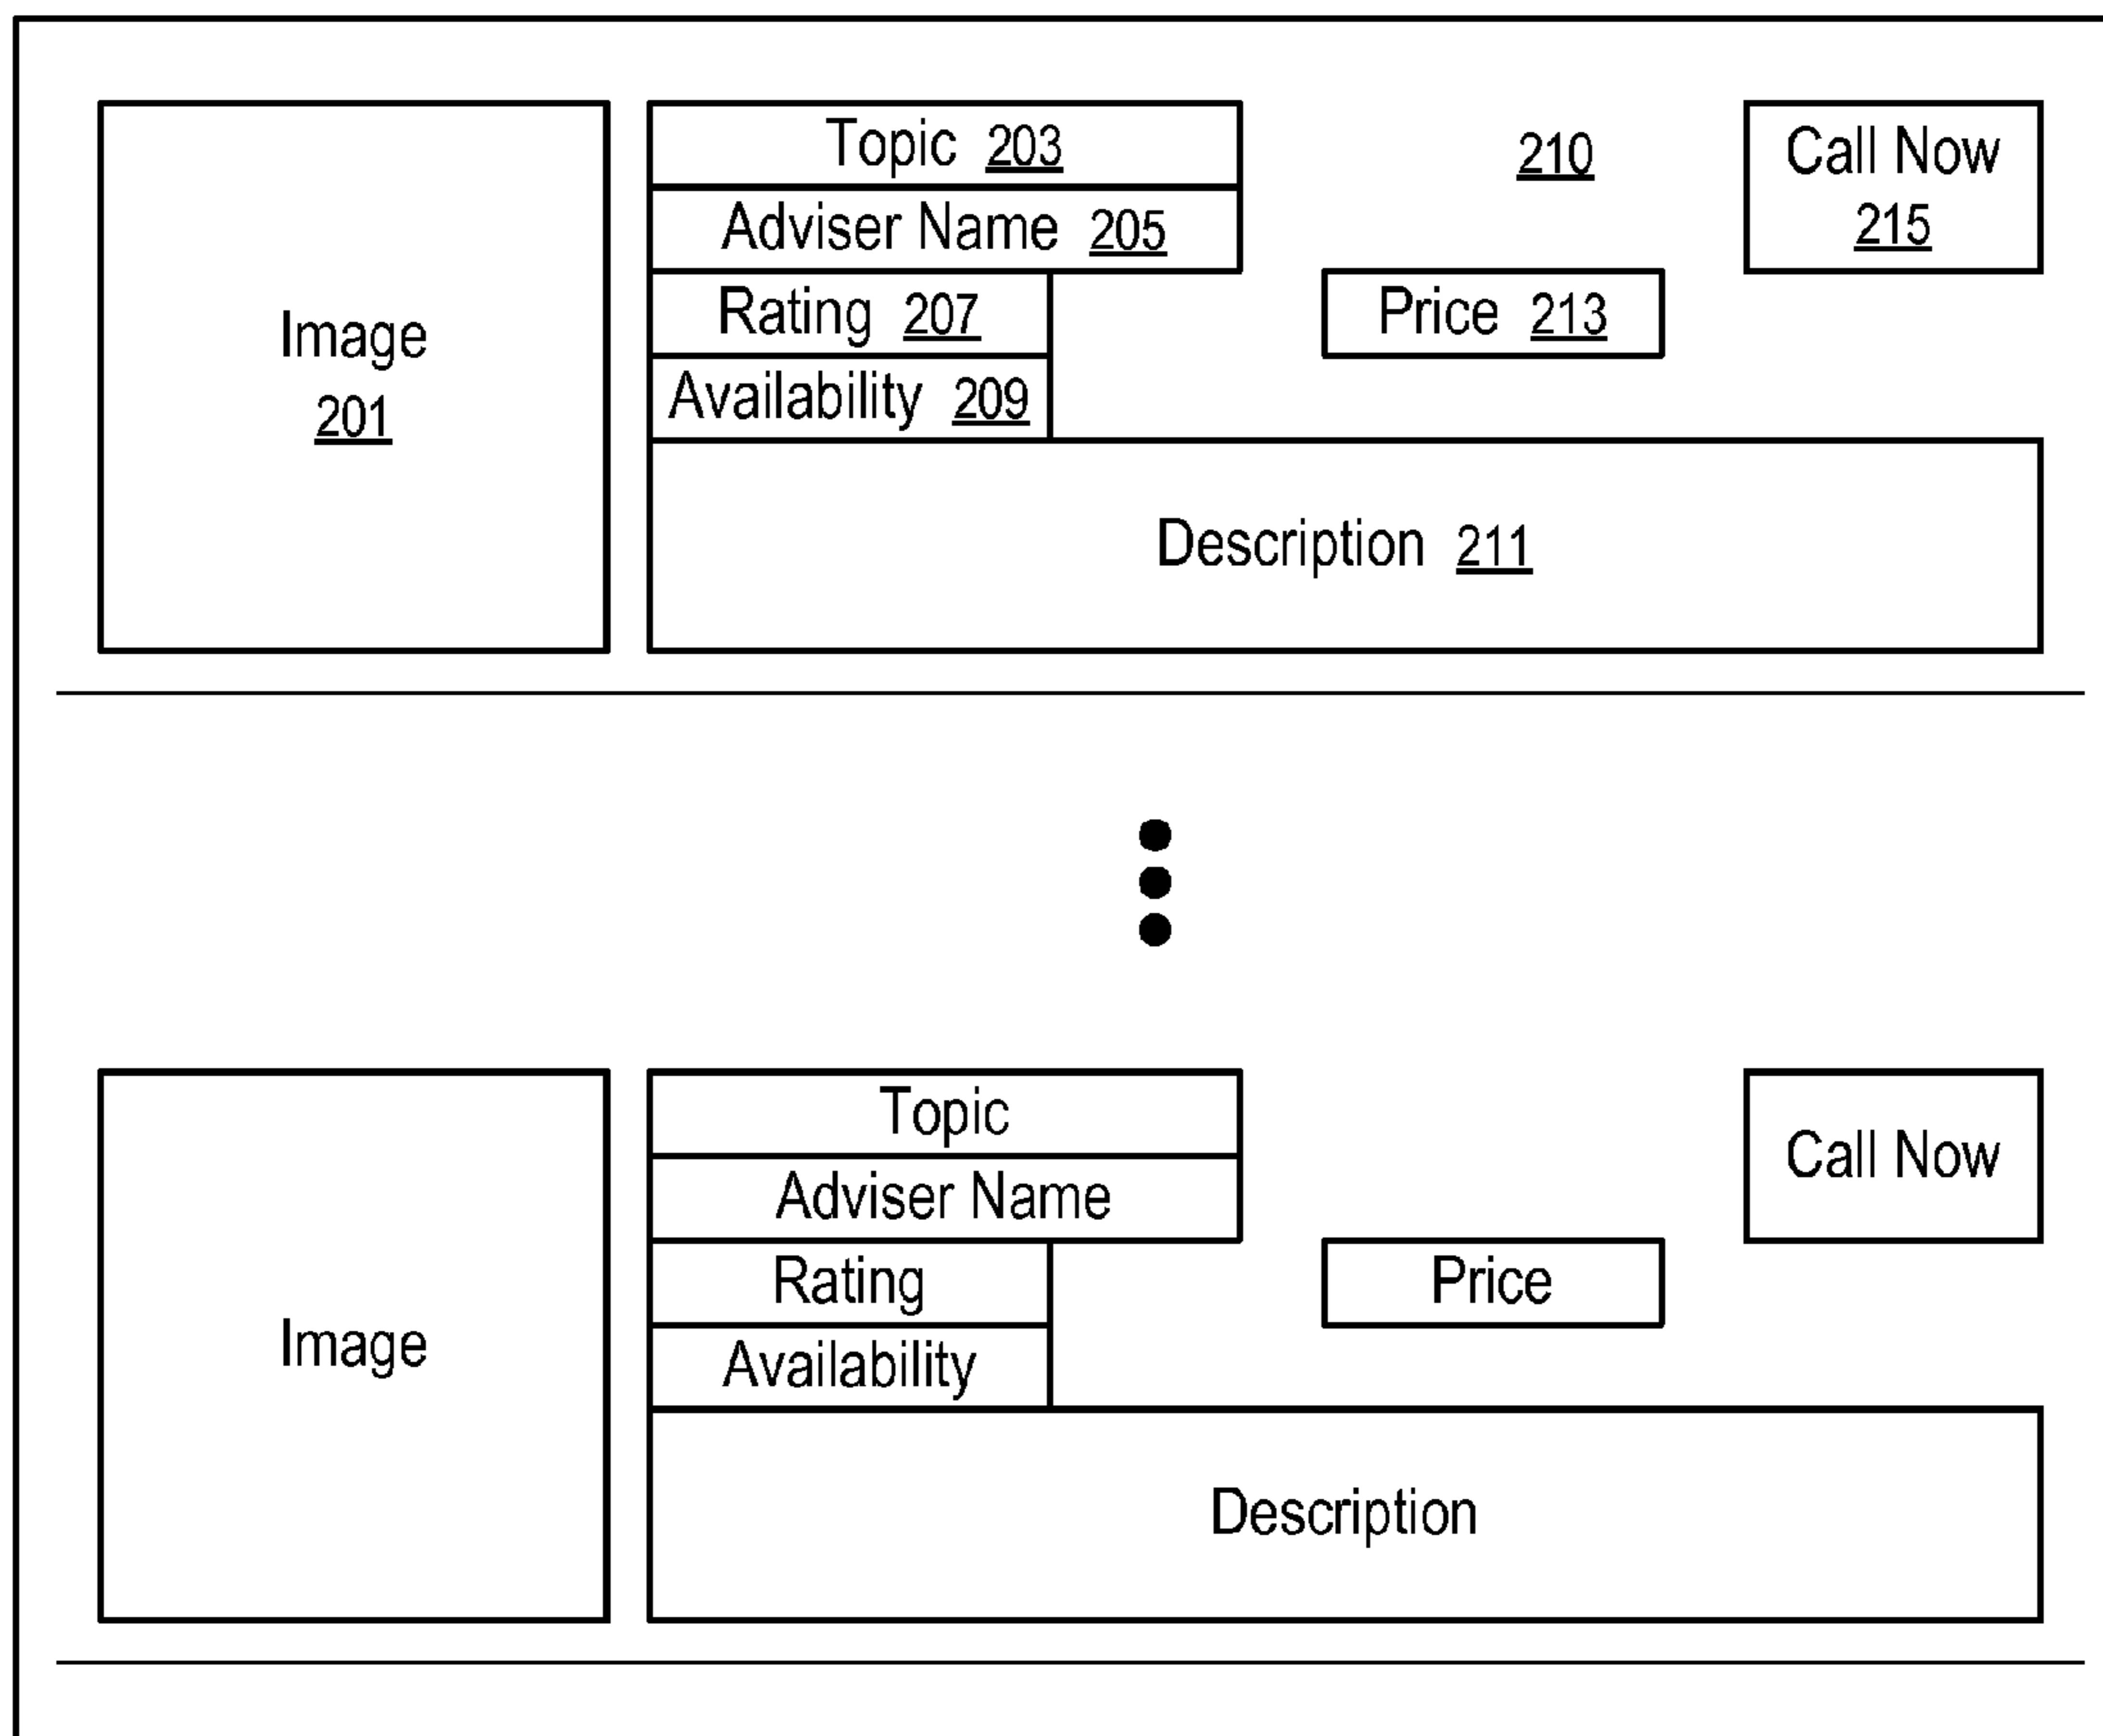 Image
201
Topic 203
Adviser Name 205
Rating 207
Availability 209
210
Price 213
Call Now
215
Description 211
Image
Topic
Adviser Name
Rating
Availability
Price
Call Now
Description